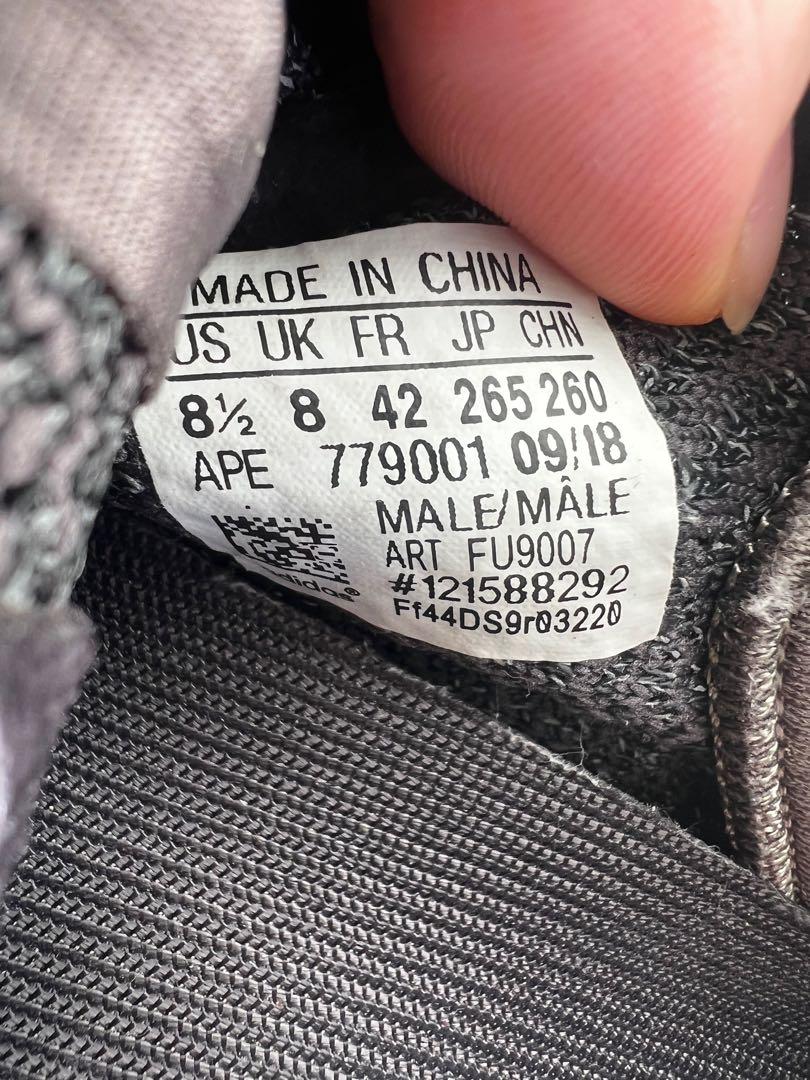 MADE IN CHINA
US UK FR JP CHN
8½ 8 42 265 260
APE 779001 09/18
MALE/MÂLE
ART FU9007
#121588292
adidas®
Ff44DS9r03220